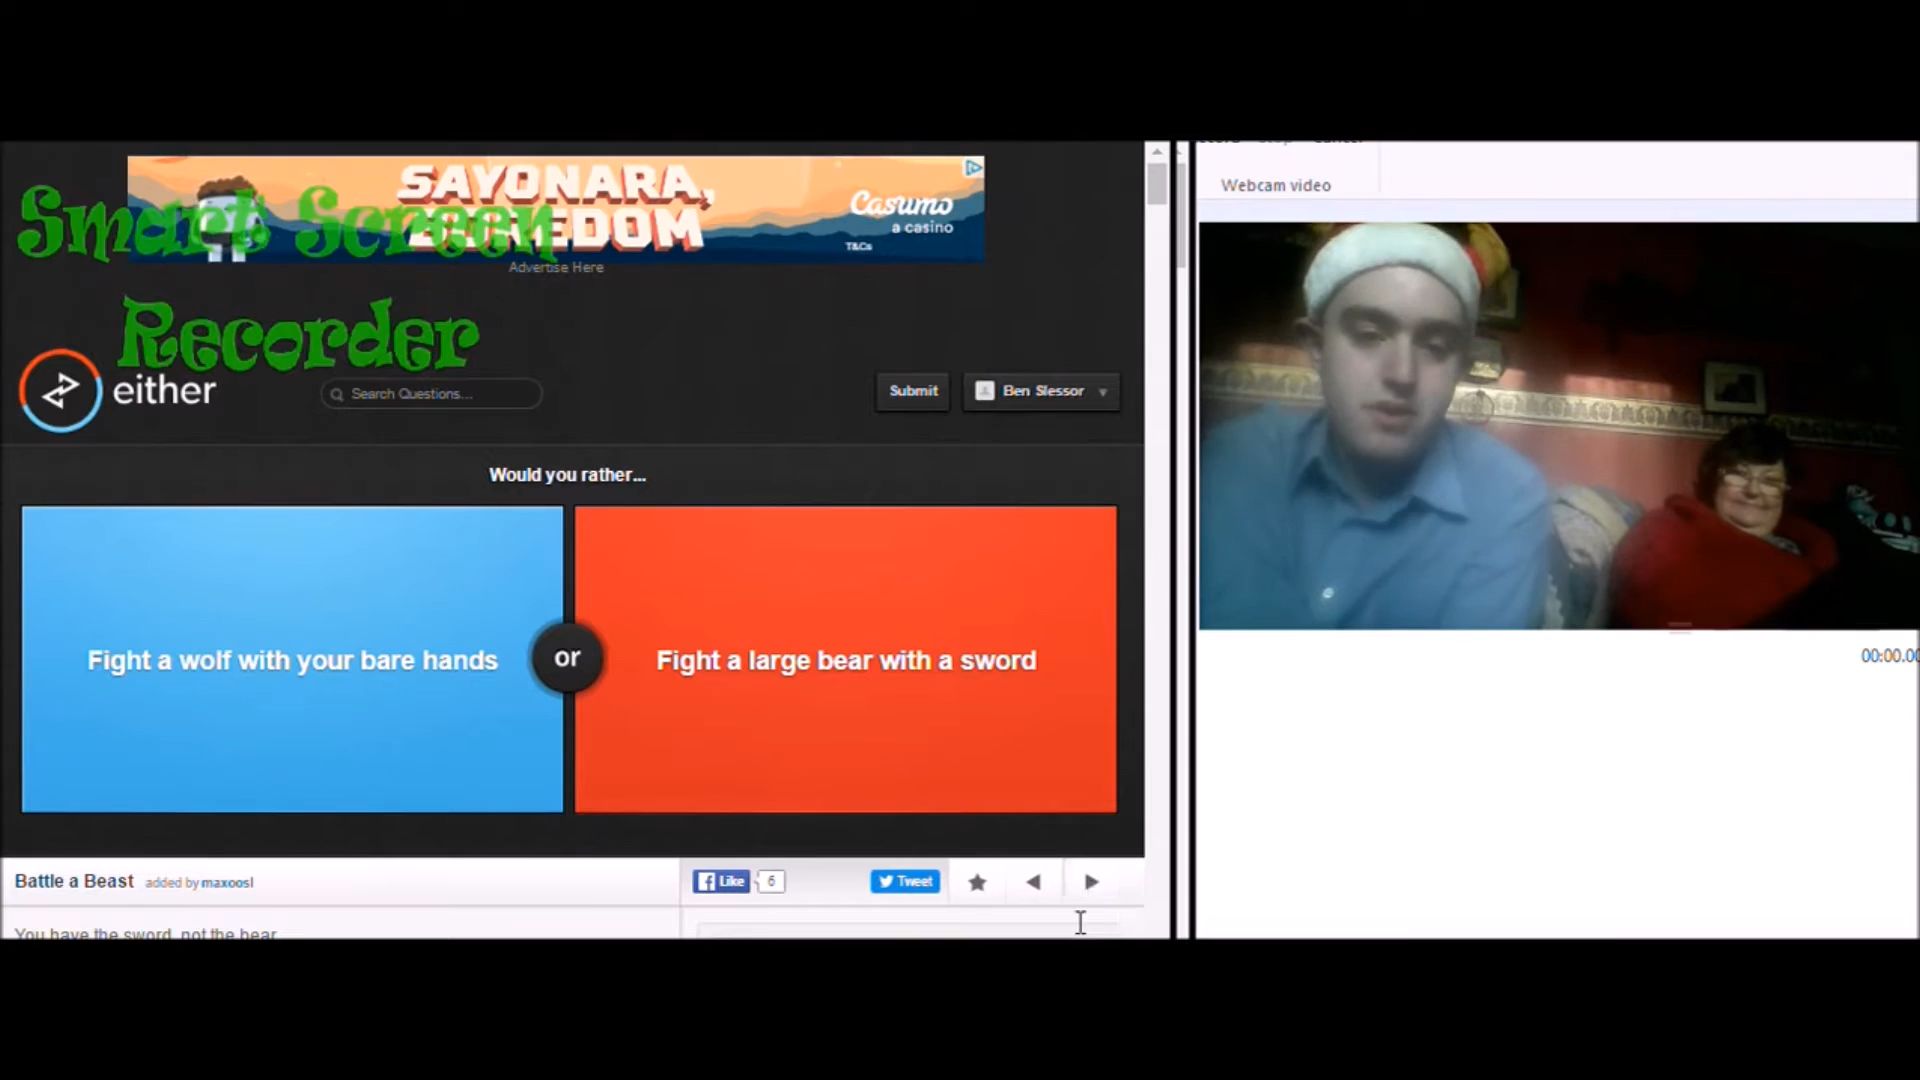 SAYONARA,
BOREDOM
Casumo
a casino
T&Cs
Smart Screen
Recorder
Advertise Here
either
Search Questions...
Submit
Ben Slessor
Would you rather...
Fight a wolf with your bare hands
or
Fight a large bear with a sword
Battle a Beast added by maxoosl
Like 6
Tweet
You have the sword, not the bear
Webcam video
00:00.00